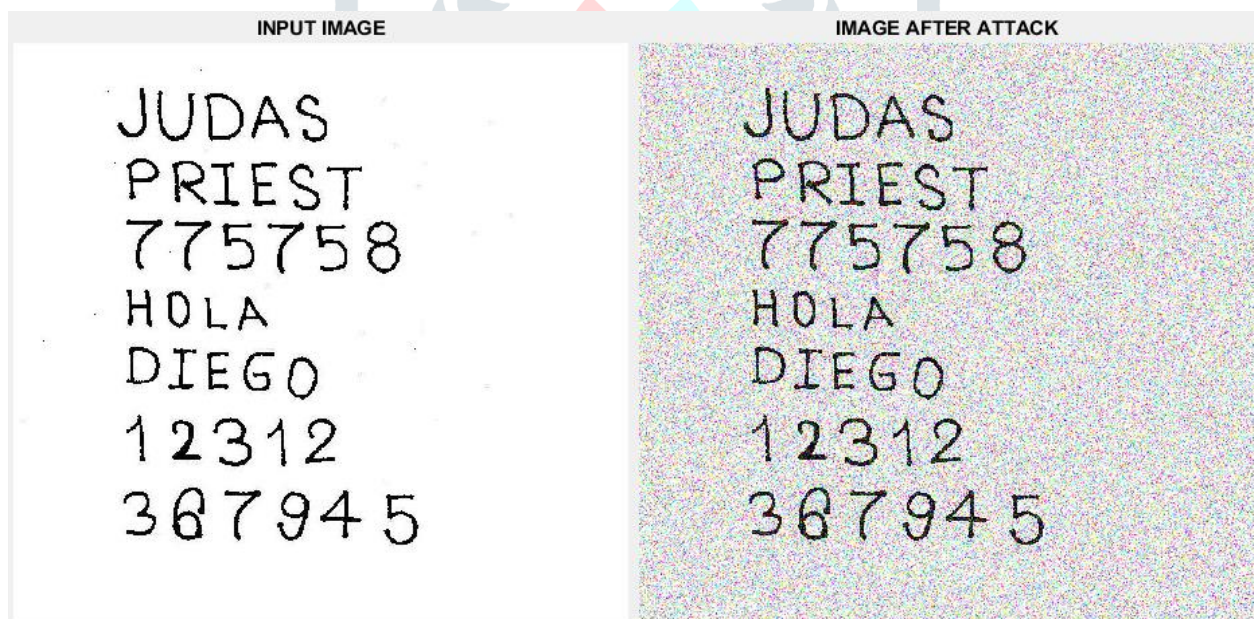 INPUT IMAGE
JUDAS
PRIEST
775758
HOLA
DIEGO
12312
367945
IMAGE AFTER ATTACK
JUDAS
PRIEST
775758
HOLA
DIEGO
12312
367945